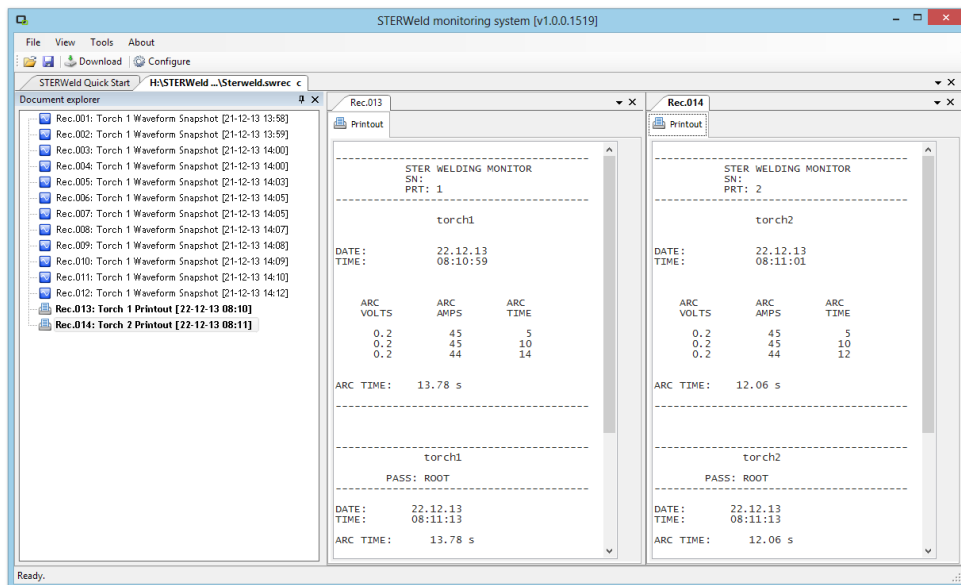 STERWeld monitoring system [v1.0.0.1519]
File View Tools About
Download Configure
STERWeld Quick Start H:\STERWeld ...\Sterweld.swrec c
Document explorer
Rec.001: Torch 1 Waveform Snapshot [21-12-13 13:58]
Rec.002: Torch 1 Waveform Snapshot [21-12-13 13:59]
Rec.003: Torch 1 Waveform Snapshot [21-12-13 14:00]
Rec.004: Torch 1 Waveform Snapshot [21-12-13 14:00]
Rec.005: Torch 1 Waveform Snapshot [21-12-13 14:03]
Rec.006: Torch 1 Waveform Snapshot [21-12-13 14:05]
Rec.007: Torch 1 Waveform Snapshot [21-12-13 14:05]
Rec.008: Torch 1 Waveform Snapshot [21-12-13 14:07]
Rec.009: Torch 1 Waveform Snapshot [21-12-13 14:08]
Rec.010: Torch 1 Waveform Snapshot [21-12-13 14:09]
Rec.011: Torch 1 Waveform Snapshot [21-12-13 14:10]
Rec.012: Torch 1 Waveform Snapshot [21-12-13 14:12]
Rec.013: Torch 1 Printout [22-12-13 08:10]
Rec.014: Torch 2 Printout [22-12-13 08:11]
Rec.013
Printout
STER WELDING MONITOR
SN:
PRT: 1
torch1
DATE: 22.12.13
TIME: 08:10:59
ARC ARC ARC
VOLTS AMPS TIME
0.2 45 5
0.2 45 10
0.2 44 14
ARC TIME: 13.78 s
torch1
PASS: ROOT
DATE: 22.12.13
TIME: 08:11:13
ARC TIME: 13.78 s
Rec.014
Printout
STER WELDING MONITOR
SN:
PRT: 2
torch2
DATE: 22.12.13
TIME: 08:11:01
ARC ARC ARC
VOLTS AMPS TIME
0.2 45 5
0.2 45 10
0.2 44 12
ARC TIME: 12.06 s
torch2
PASS: ROOT
DATE: 22.12.13
TIME: 08:11:13
ARC TIME: 12.06 s
Ready.